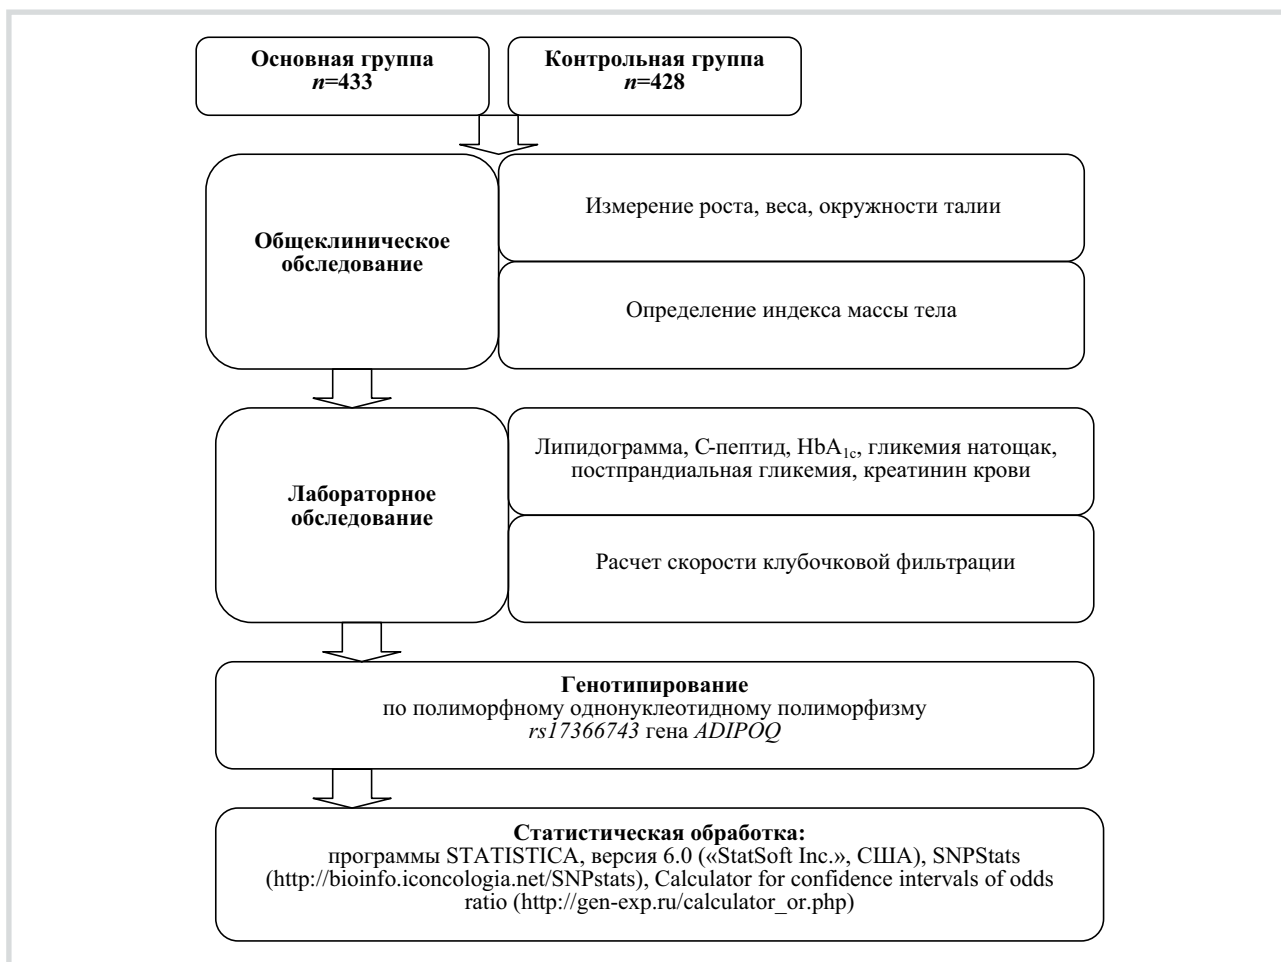 Основная группа
n=433
Контрольная группа
n=428
Общеклиническое
обследование
Измерение роста, веса, окружности талии
Определение индекса массы тела
Лабораторное
обследование
Липидограмма, С-пептид, HbA1c, гликемия натощак,
постпрандиальная гликемия, креатинин крови
Расчет скорости клубочковой фильтрации
Генотипирование
по полиморфному однонуклеотидному полиморфизму
rs17366743 гена ADIPOQ
Статистическая обработка:
программы STATISTICA, версия 6.0 («StatSoft Inc.», США), SNPStats
(http://bioinfo.iconcologia.net/SNPstats), Calculator for confidence intervals of odds
ratio (http://gen-exp.ru/calculator_or.php)